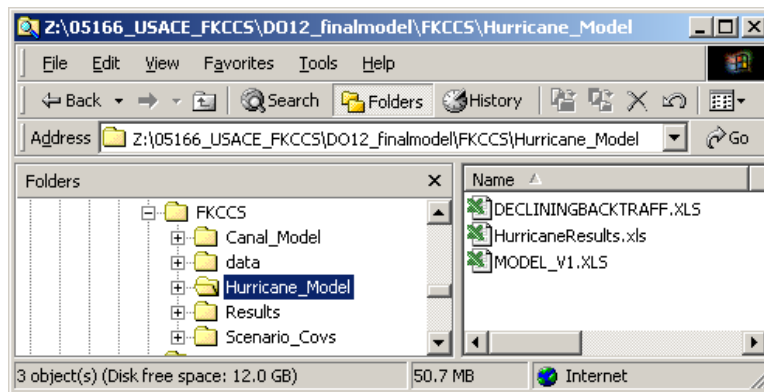 Z:\05166_USACE_FKCCS\DO12_finalmodel\FKCCS\Hurricane_Model
File Edit View Favorites Tools Help
Back Search Folders History
Address Z:\05166_USACE_FKCCS\DO12_finalmodel\FKCCS\Hurricane_Model Go
Folders
FKCCS
Canal_Model
data
Hurricane_Model
Results
Scenario_Covs
Name
DECLININGBACKTRAFF.XLS
HurricaneResults.xls
MODEL_V1.XLS
3 object(s) (Disk free space: 12.0 GB) 50.7 MB Internet